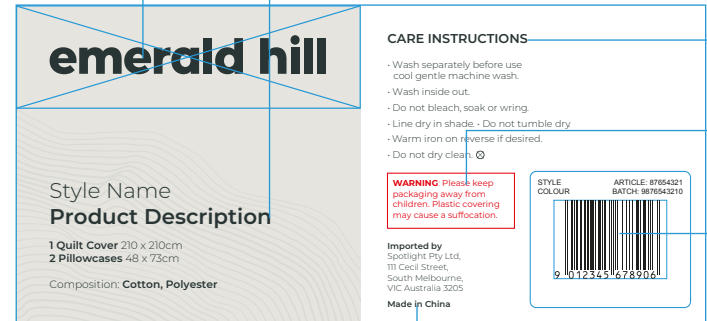 emerald hill
Style Name
Product Description
1 Quilt Cover 210 x 210cm
2 Pillowcases 48 x 73cm
Composition: Cotton, Polyester
CARE INSTRUCTIONS
· Wash separately before use
cool gentle machine wash.
· Wash inside out.
· Do not bleach, soak or wring.
· Line dry in shade. · Do not tumble dry.
· Warm iron on reverse if desired.
· Do not dry clean.
WARNING: Please keep
packaging away from
children. Plastic covering
may cause a suffocation.
Imported by
Spotlight Pty Ltd,
111 Cecil Street,
South Melbourne,
VIC Australia 3205
Made in China
STYLE ARTICLE: 87654321
COLOUR BATCH: 9876543210
9 012345 678906